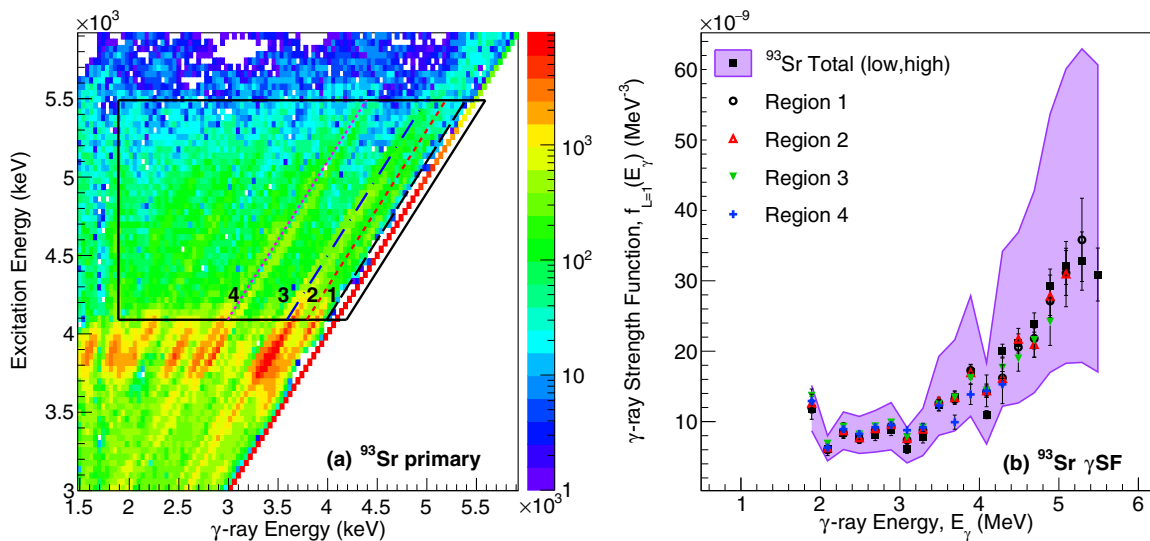 ×10³
Excitation Energy (keV)
5.5
5
4.5
4
3.5
3
4
3
2
1
(a) ⁹³Sr primary
1.5 2 2.5 3 3.5 4 4.5 5 5.5
×10³
γ-ray Energy (keV)
10³
10²
10
1
×10⁻⁹
γ-ray Strength Function, f_{L=1}(E_γ) (MeV⁻³)
60
50
40
30
20
10
⁹³Sr Total (low,high)
Region 1
Region 2
Region 3
Region 4
(b) ⁹³Sr γSF
1 2 3 4 5 6
γ-ray Energy, E_γ (MeV)